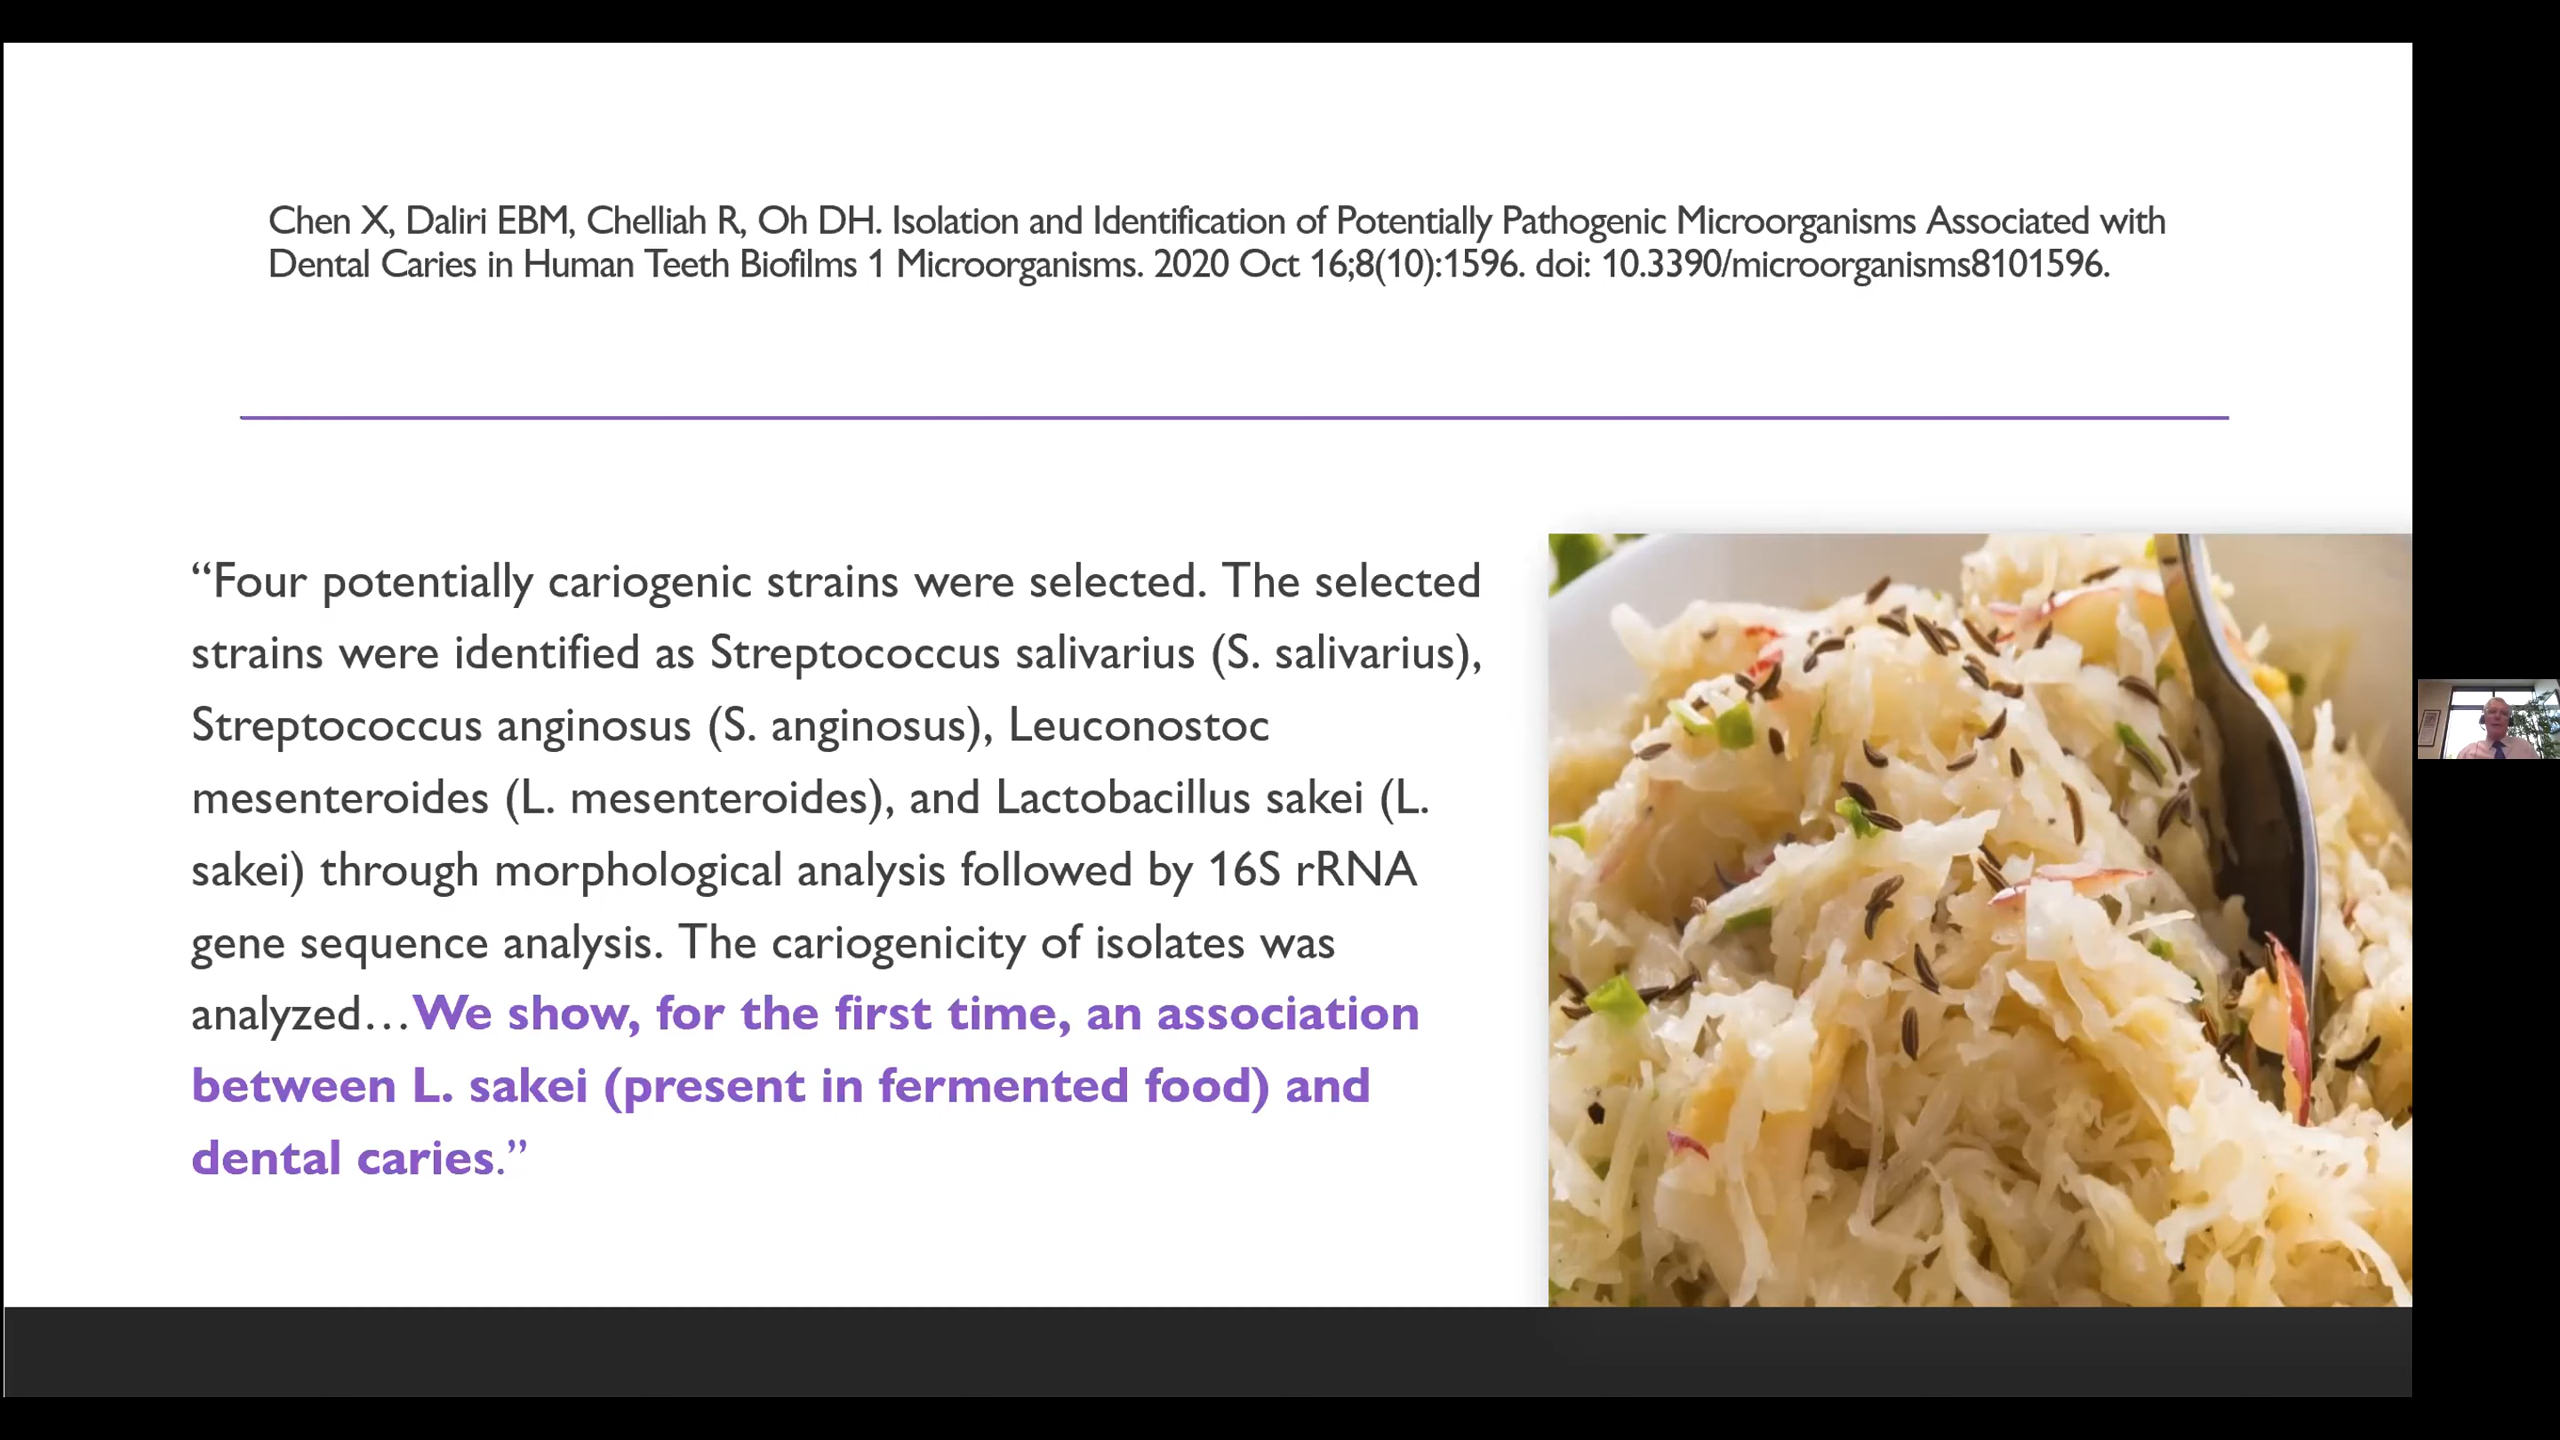 Chen X, Daliri EBM, Chelliah R, Oh DH. Isolation and Identification of Potentially Pathogenic Microorganisms Associated with
Dental Caries in Human Teeth Biofilms 1 Microorganisms. 2020 Oct 16;8(10):1596. doi: 10.3390/microorganisms8101596.
“Four potentially cariogenic strains were selected. The selected
strains were identified as Streptococcus salivarius (S. salivarius),
Streptococcus anginosus (S. anginosus), Leuconostoc
mesenteroides (L. mesenteroides), and Lactobacillus sakei (L.
sakei) through morphological analysis followed by 16S rRNA
gene sequence analysis. The cariogenicity of isolates was
analyzed…We show, for the first time, an association
between L. sakei (present in fermented food) and
dental caries.”